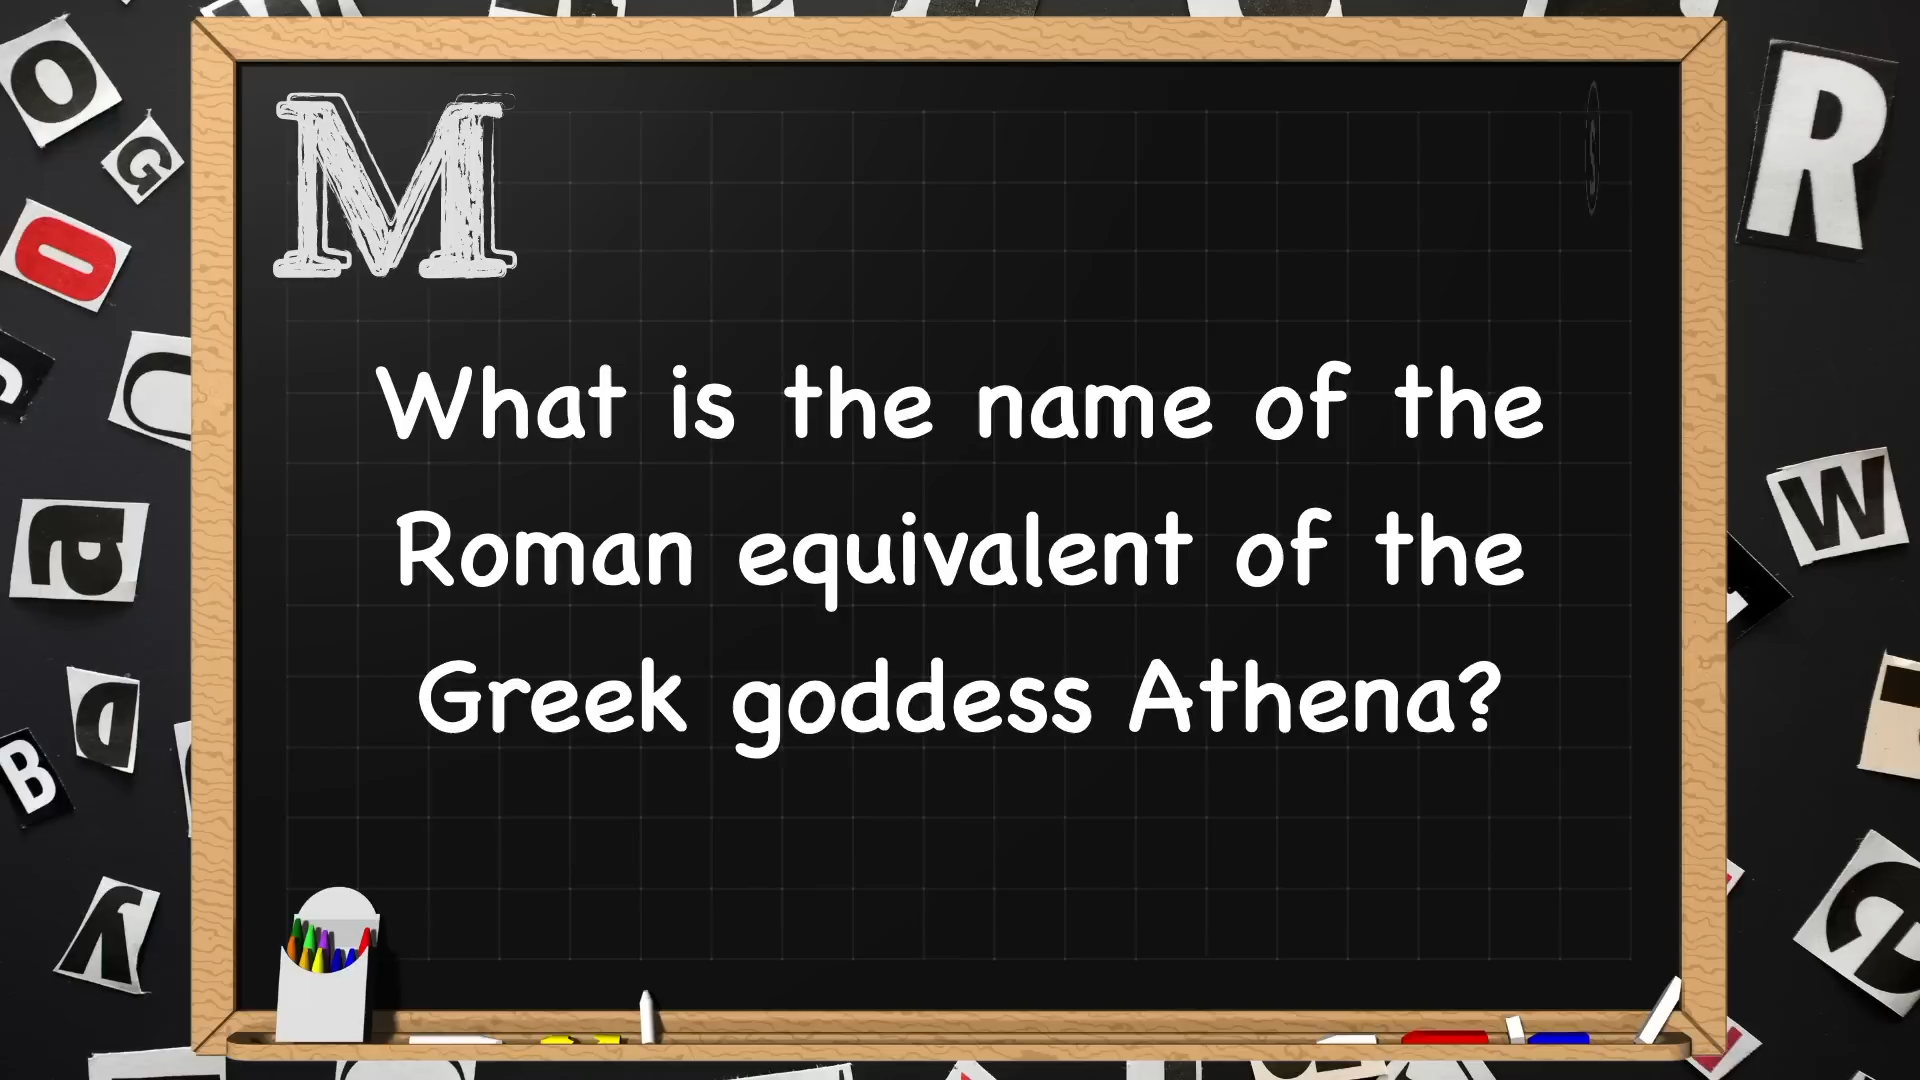 M
What is the name of the
Roman equivalent of the
Greek goddess Athena?
O
G
O
a
D
B
y
R
W
e